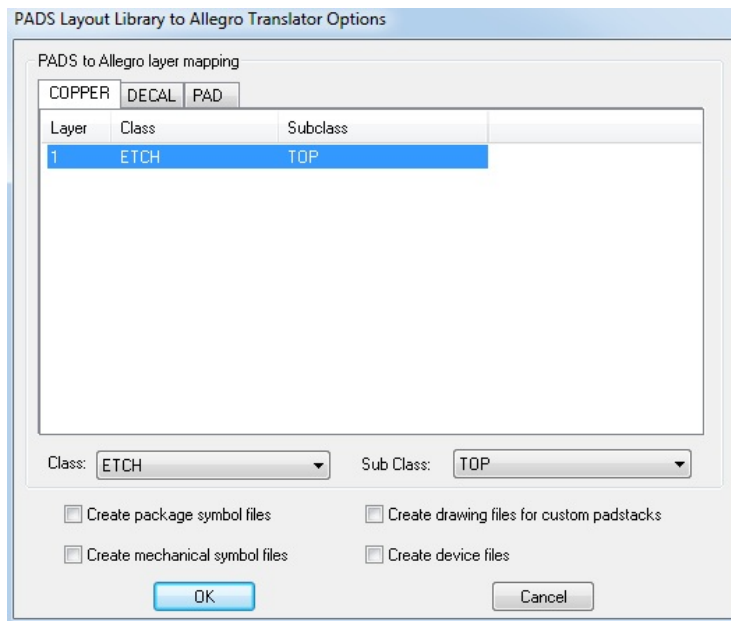 PADS Layout Library to Allegro Translator Options
PADS to Allegro layer mapping
COPPER DECAL PAD
Layer Class Subclass
1 ETCH TOP
Class: ETCH Sub Class: TOP
Create package symbol files Create drawing files for custom padstacks
Create mechanical symbol files Create device files
OK Cancel